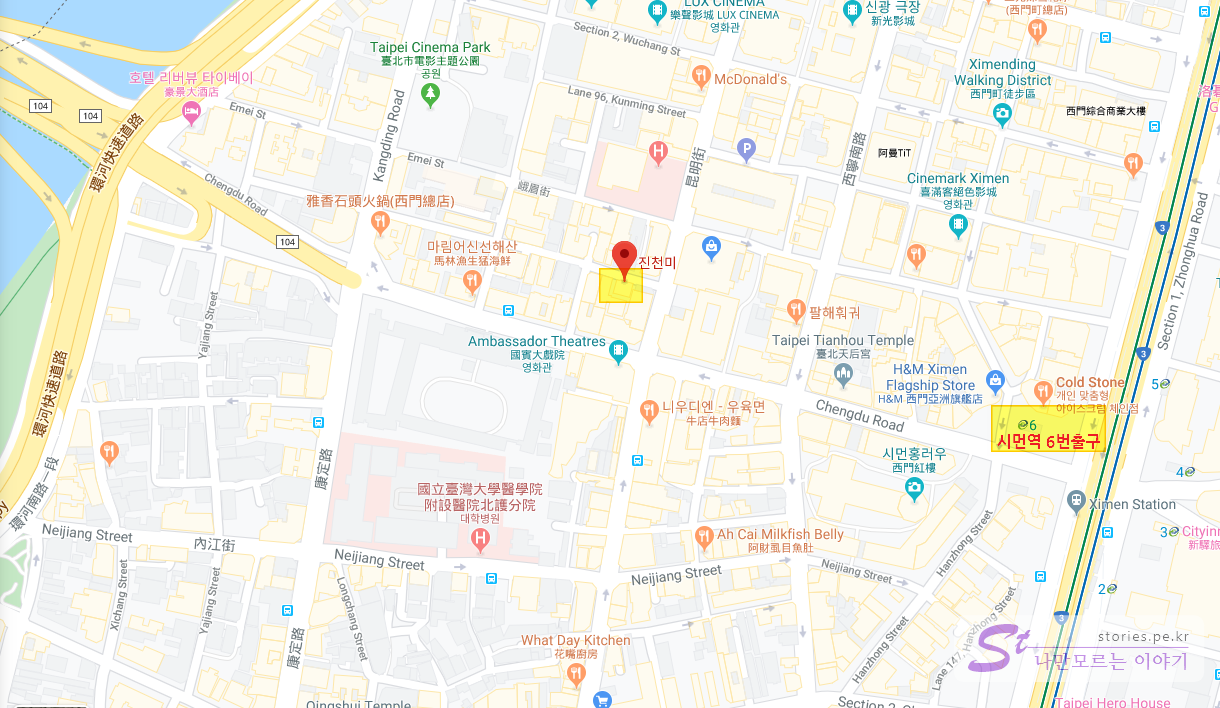 LUX CINEMA
樂聲影城 LUX CINEMA
영화관
신광 극장
新光影城
(西門町總店)
Section 2, Wuchang St
Taipei Cinema Park
臺北市電影主題公園
공원
호텔 리버뷰 타이베이
豪景大酒店
McDonald's
Ximending
Walking District
西門町徒步區
洛碁
G
104
104
Emei St
Lane 96, Kunming Street
西門綜合商業大樓
環河快速道路
Kangding Road
Emei St
昆明街
P
西寧南路
阿曼TiT
Chengdu Road
峨眉街
Cinemark Ximen
喜滿客絕色影城
영화관
雅香石頭火鍋(西門總店)
3
Section 1, Zhonghua Road
104
마림어신선해산
馬林漁生猛海鮮
진천미
Yajiang Street
팔해훠궈
Ambassador Theatres
國賓大戲院
영화관
Taipei Tianhou Temple
臺北天后宮
3
H&M Ximen
Flagship Store
H&M 西門亞洲旗艦店
Cold Stone
개인 맞춤형
아이스크림 체인점
5
環河快速道路
니우디엔 - 우육면
牛店牛肉麵
Chengdu Road
6
시먼역 6번출구
康定路
시먼홍러우
西門紅樓
4
環河南路一段
國立臺灣大學醫學院
附設醫院北護分院
대학병원
H
H
Ximen Station
Neijiang Street
內江街
Neijiang Street
Ah Cai Milkfish Belly
阿財虱目魚肚
Hanzhong Street
3
Cityinn
新驛旅
Neijiang Street
Neijiang Street
2
Xichang Street
Yajiang Street
Longchang Street
康定路
What Day Kitchen
花嘴廚房
3
Hanzhong Street
Lane 147, Hanzhong Street
St
stories.pe.kr
나만모르는 이야기
Qingshui Temple
Section 2
Taipei Hero House